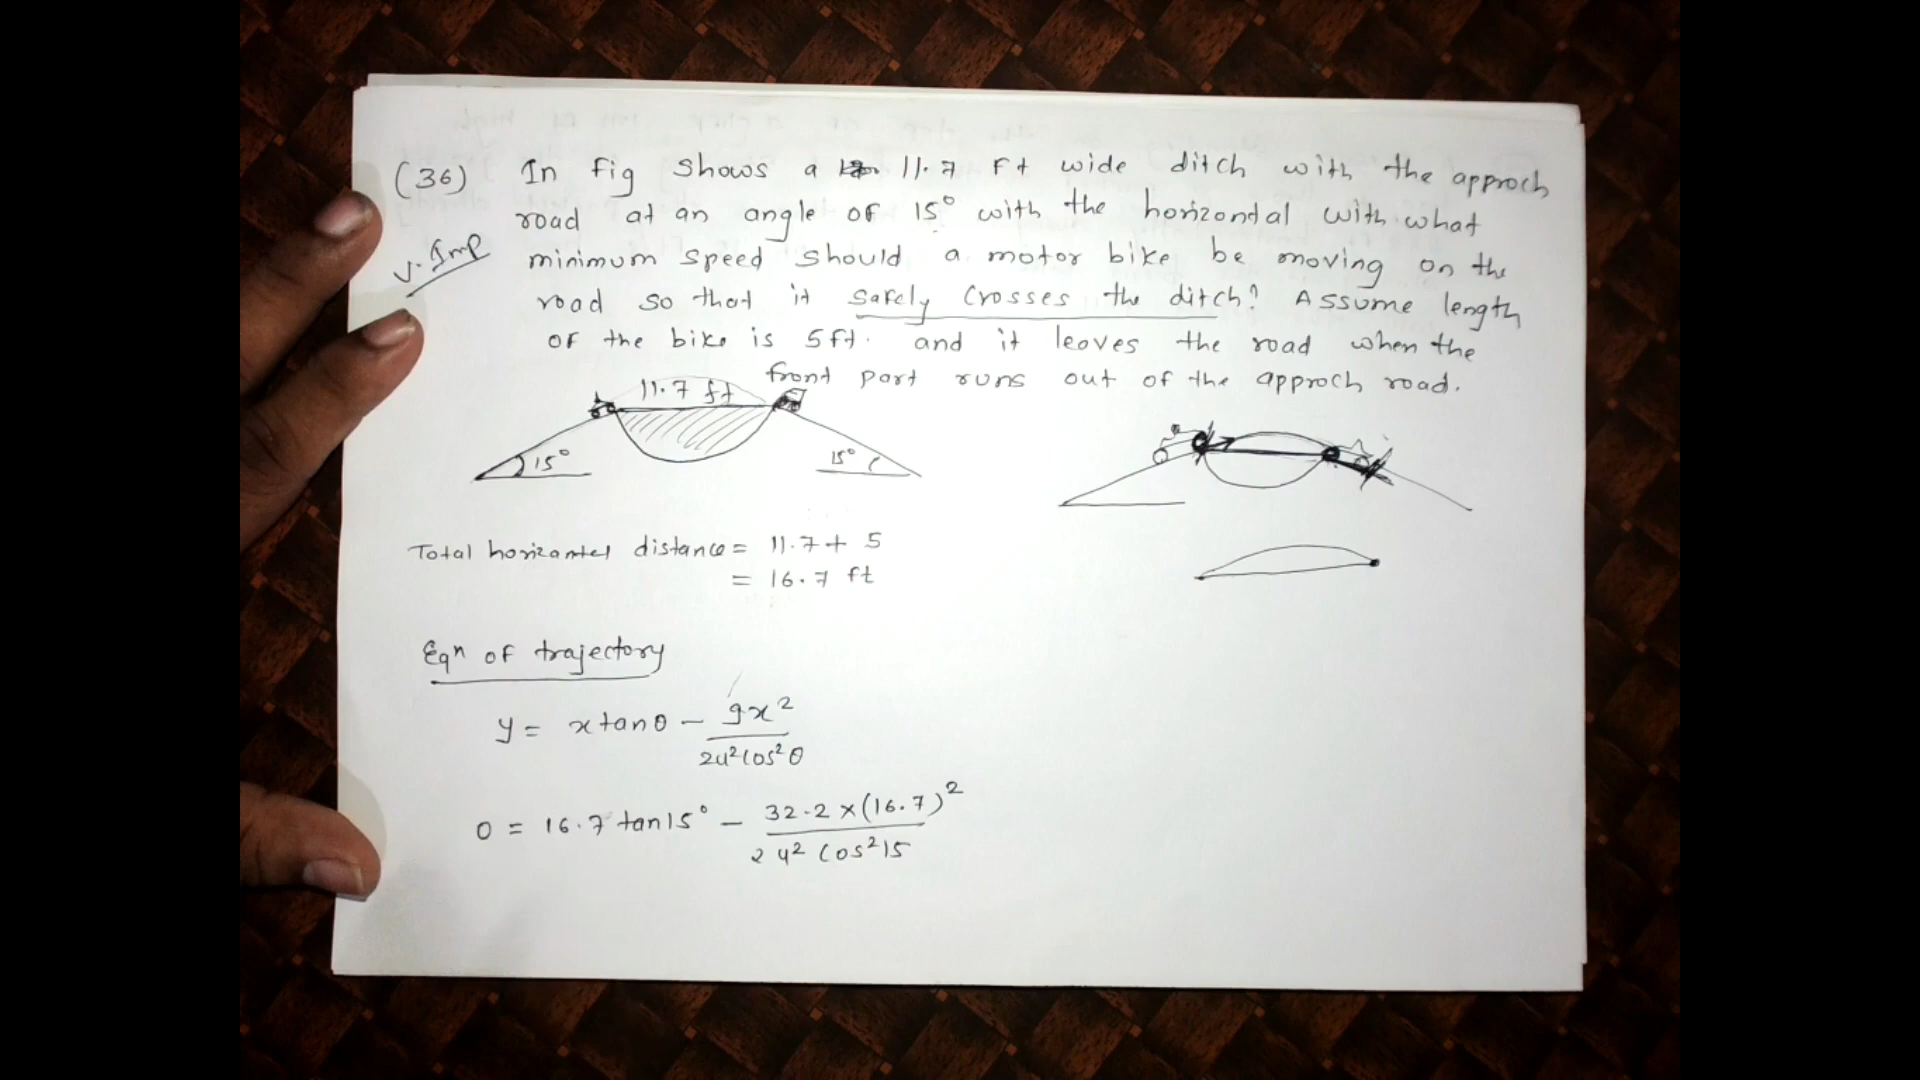 (36) In fig shows a 11.7 Ft wide ditch with the approch
road at an angle of 15° with the horizontal with what
V. Imp
minimum speed should a motor bike be moving on the
road so that it safely crosses the ditch? Assume length
of the bike is 5ft. and it leaves the road when the
front part runs out of the approch road.
11.7 ft
15°
15°
Total horizantel distance = 11.7 + 5
= 16.7 ft
Eqⁿ of trajectory
y = x tanθ - gx² / 2u²cos²θ
0 = 16.7 tan15° - 32.2 × (16.7)² / 2u² cos²15